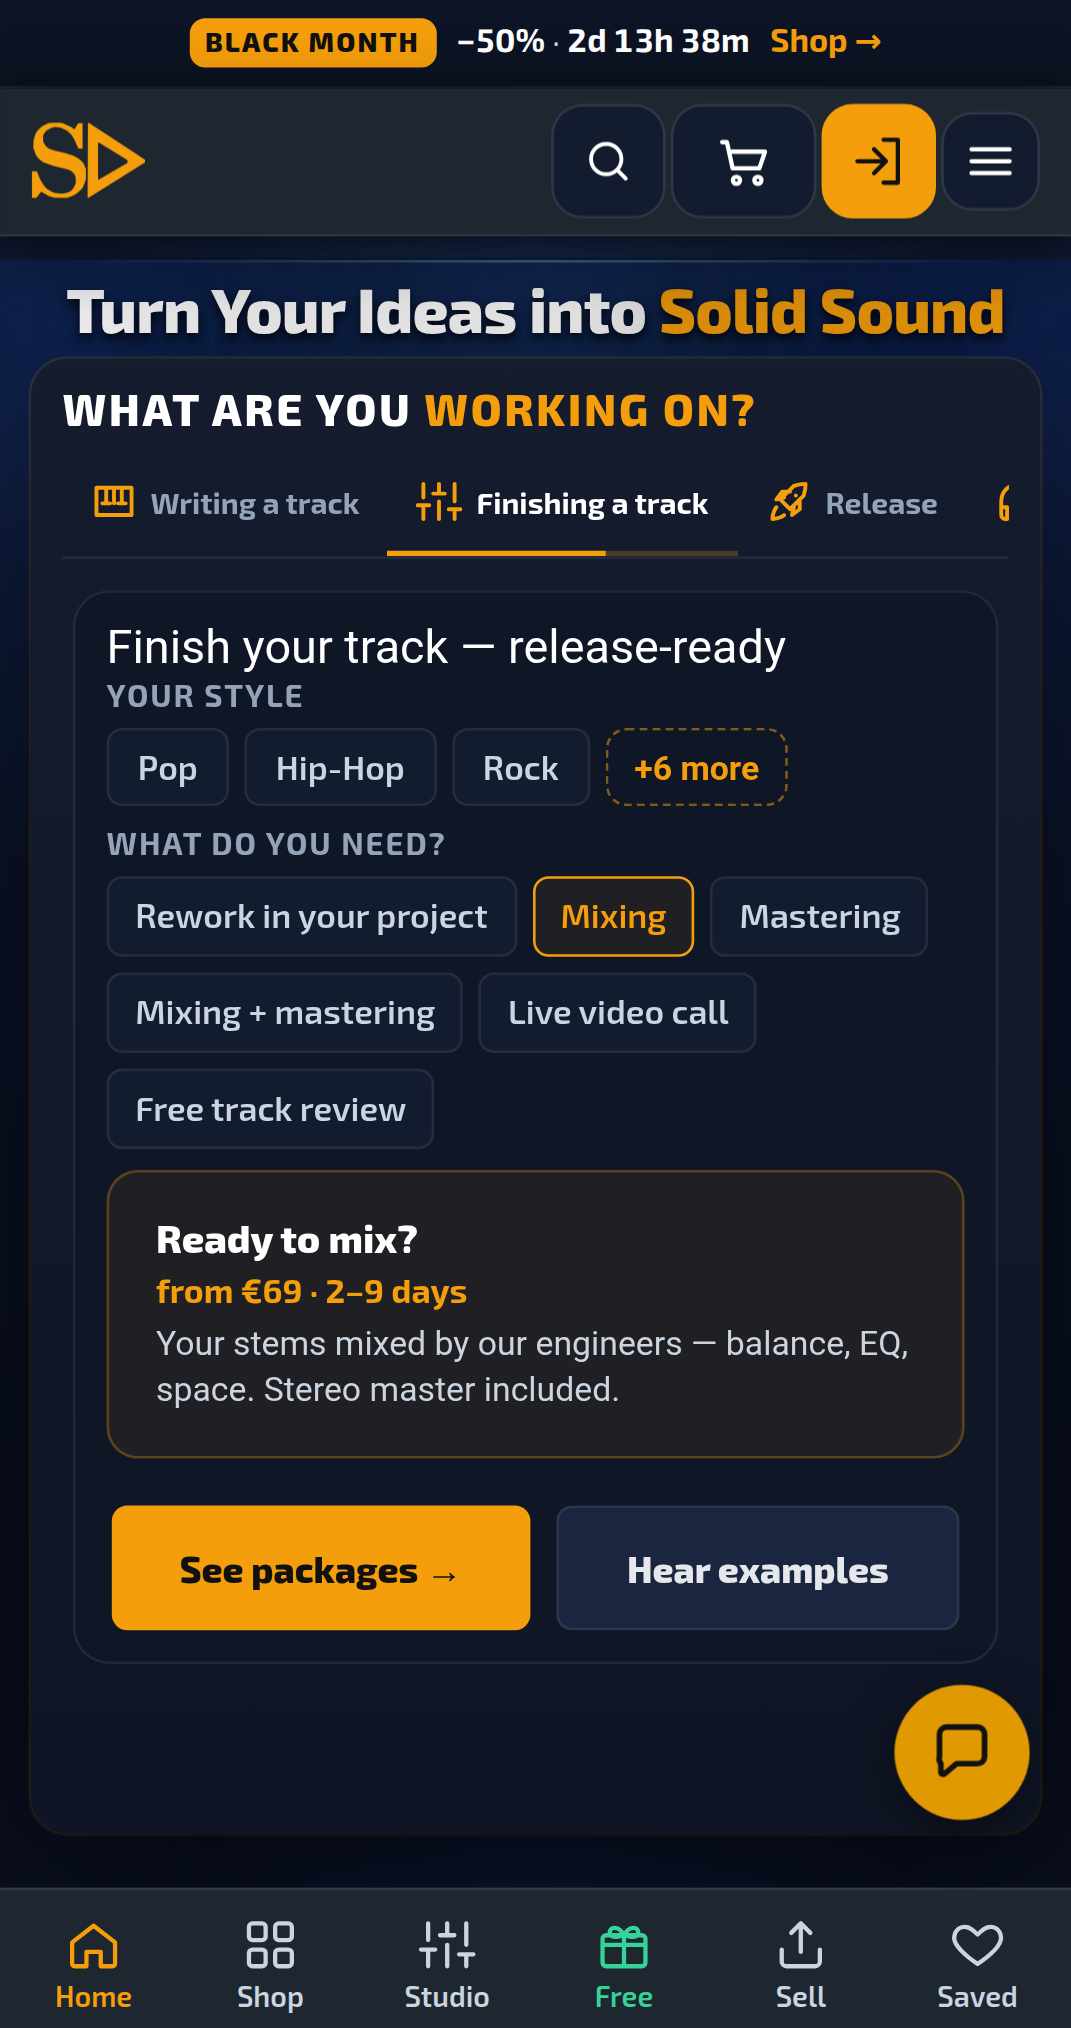 BLACK MONTH −50% · 2d 13h 38m Shop →
S
Turn Your Ideas into Solid Sound
WHAT ARE YOU WORKING ON?
Writing a track Finishing a track Release
Finish your track — release-ready
YOUR STYLE
Pop Hip-Hop Rock +6 more
WHAT DO YOU NEED?
Rework in your project Mixing Mastering
Mixing + mastering Live video call
Free track review
Ready to mix?
from €69 · 2–9 days
Your stems mixed by our engineers — balance, EQ,
space. Stereo master included.
See packages → Hear examples
Home Shop Studio Free Sell Saved